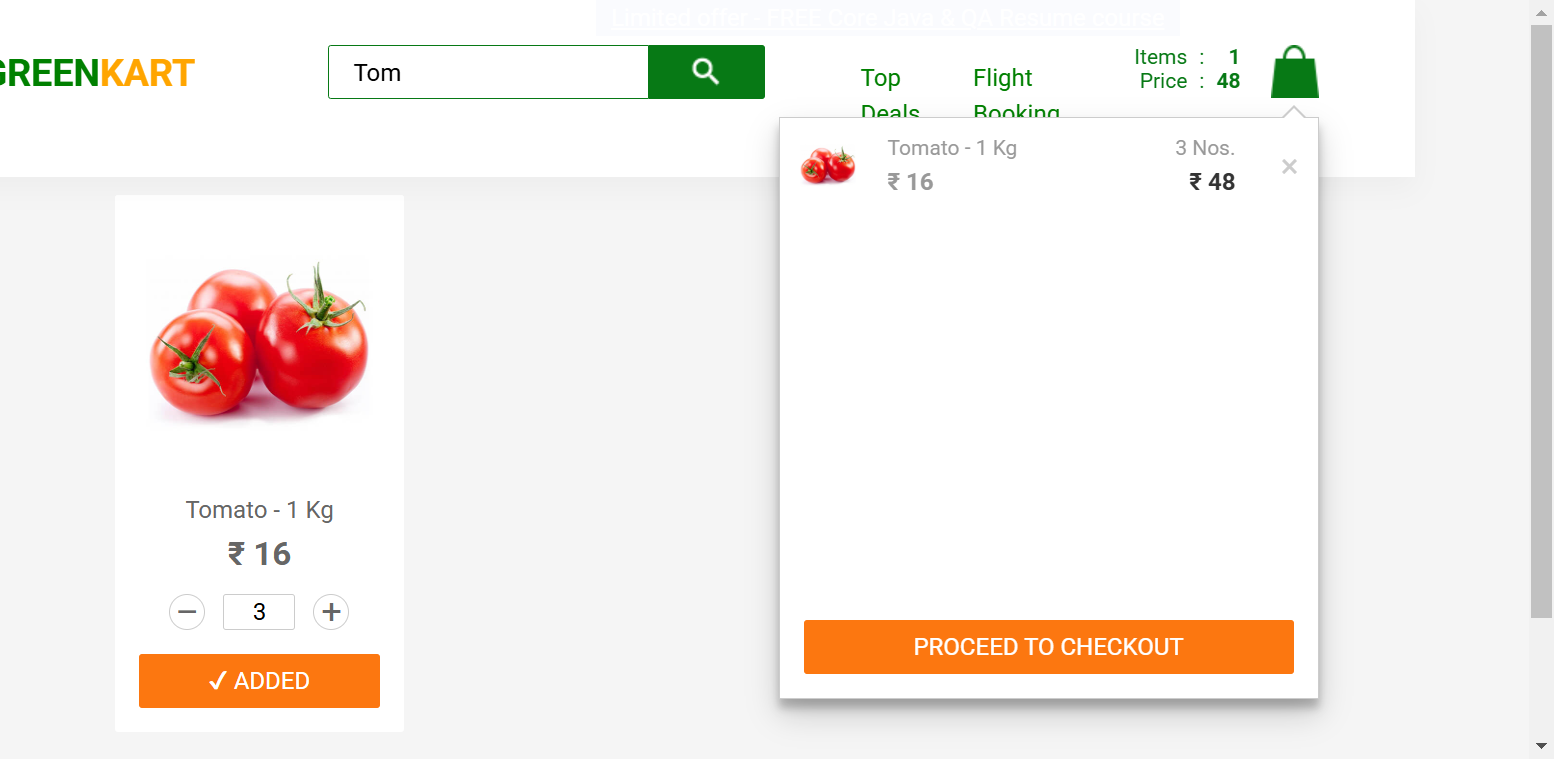 Limited offer - FREE Core Java & QA Resume course
GREENKART
Tom
Top
Deals
Flight
Booking
Items : 1
Price : 48
Tomato - 1 Kg
₹ 16
3 Nos.
₹ 48
×
PROCEED TO CHECKOUT
Tomato - 1 Kg
₹ 16
− 3 +
✓ ADDED